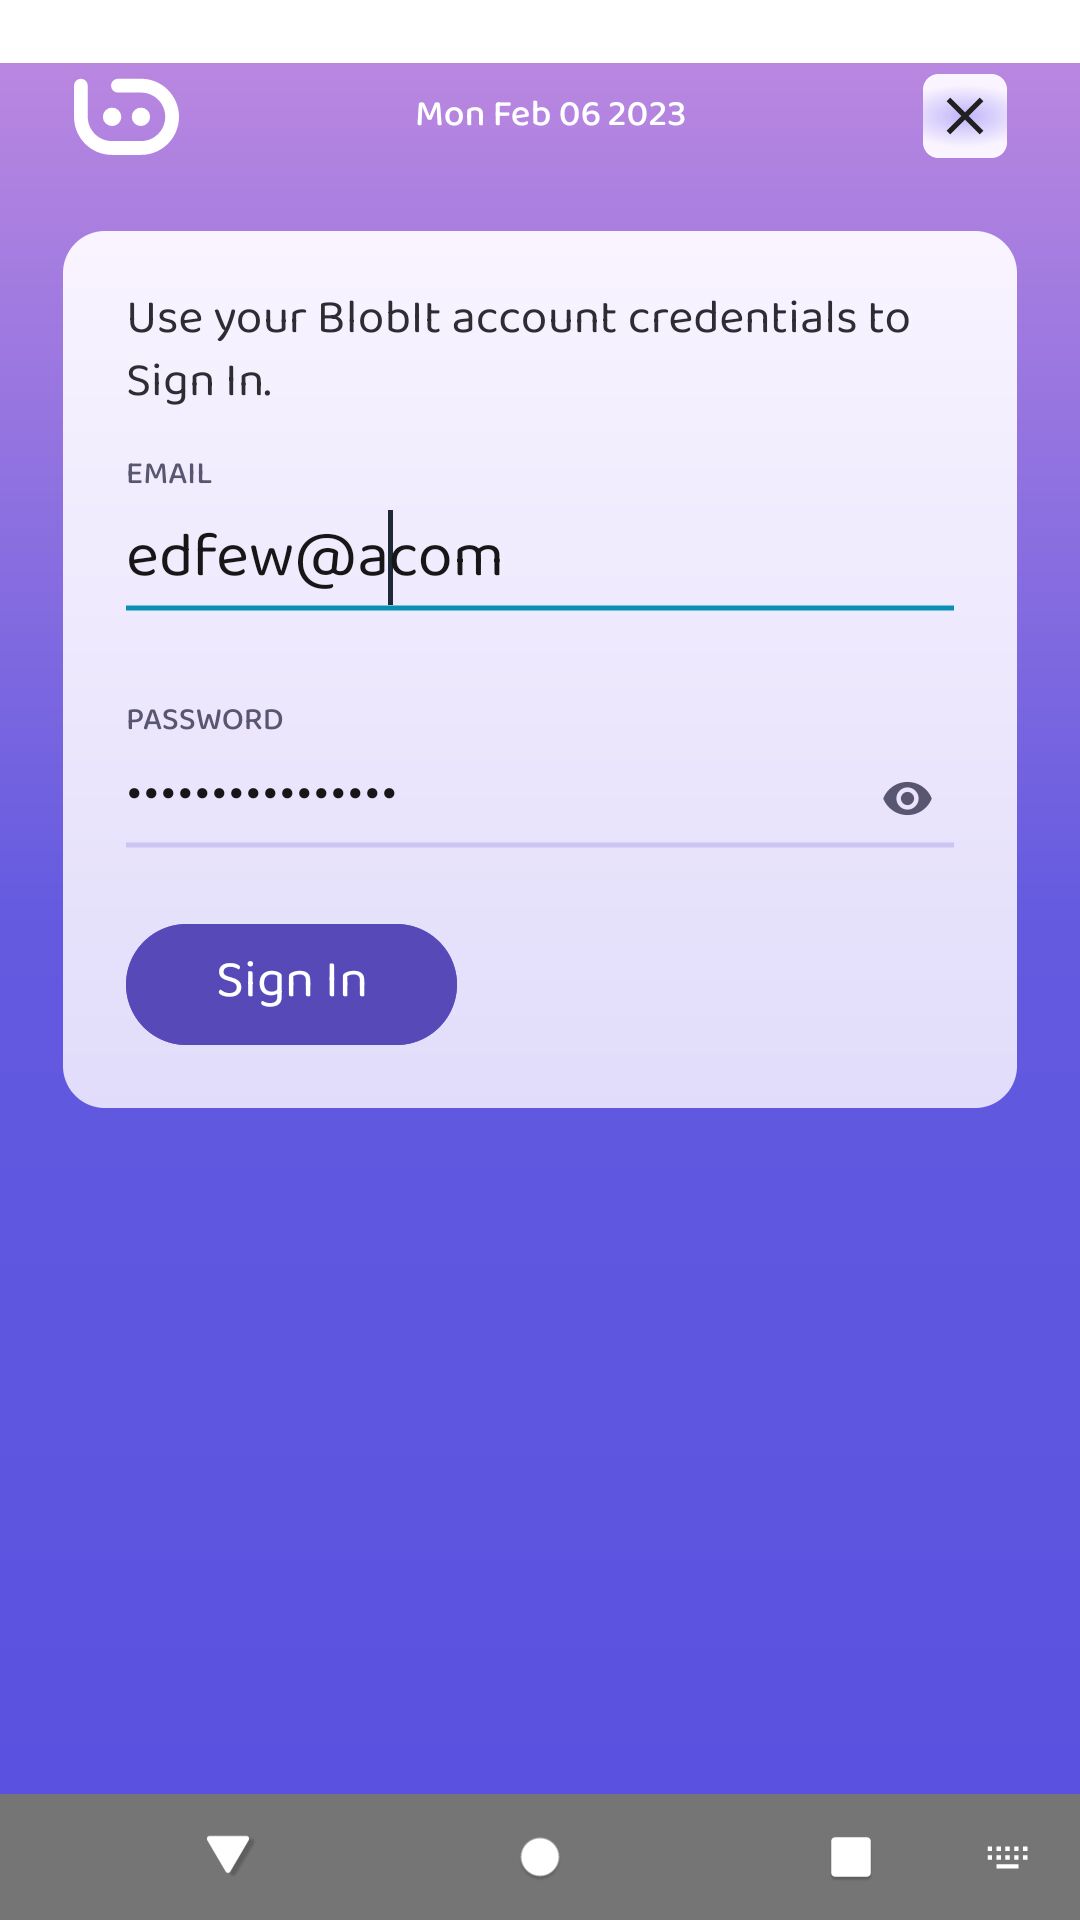 Mon Feb 06 2023
Use your BlobIt account credentials to
Sign In.
EMAIL
edfew@acom
PASSWORD
••••••••••••••••
Sign In